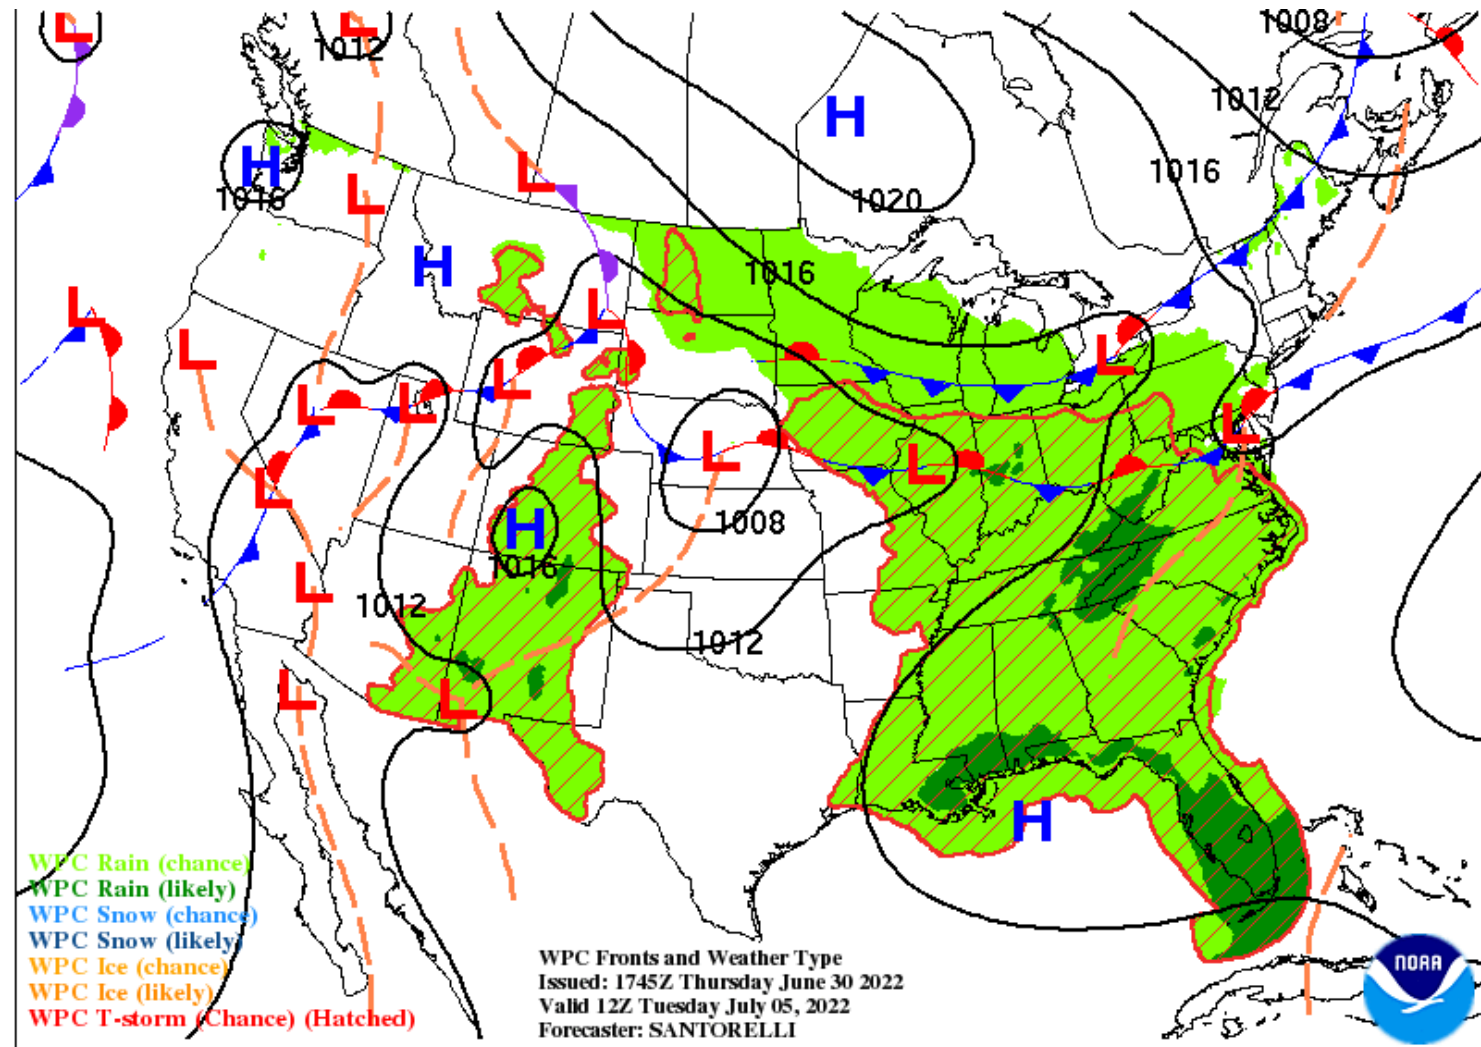 L
L
1012
1008
H
1012
H
1016
L
L
1016
1020
H
1016
L
L
L
L
L
L
L
L
L
L
L
L
H
1016
1008
L
1012
1012
L
L
H
WPC Rain (chance)
WPC Rain (likely)
WPC Snow (chance)
WPC Snow (likely)
WPC Ice (chance)
WPC Ice (likely)
WPC T-storm (Chance) (Hatched)
WPC Fronts and Weather Type
Issued: 1745Z Thursday June 30 2022
Valid 12Z Tuesday July 05, 2022
Forecaster: SANTORELLI
NOAA